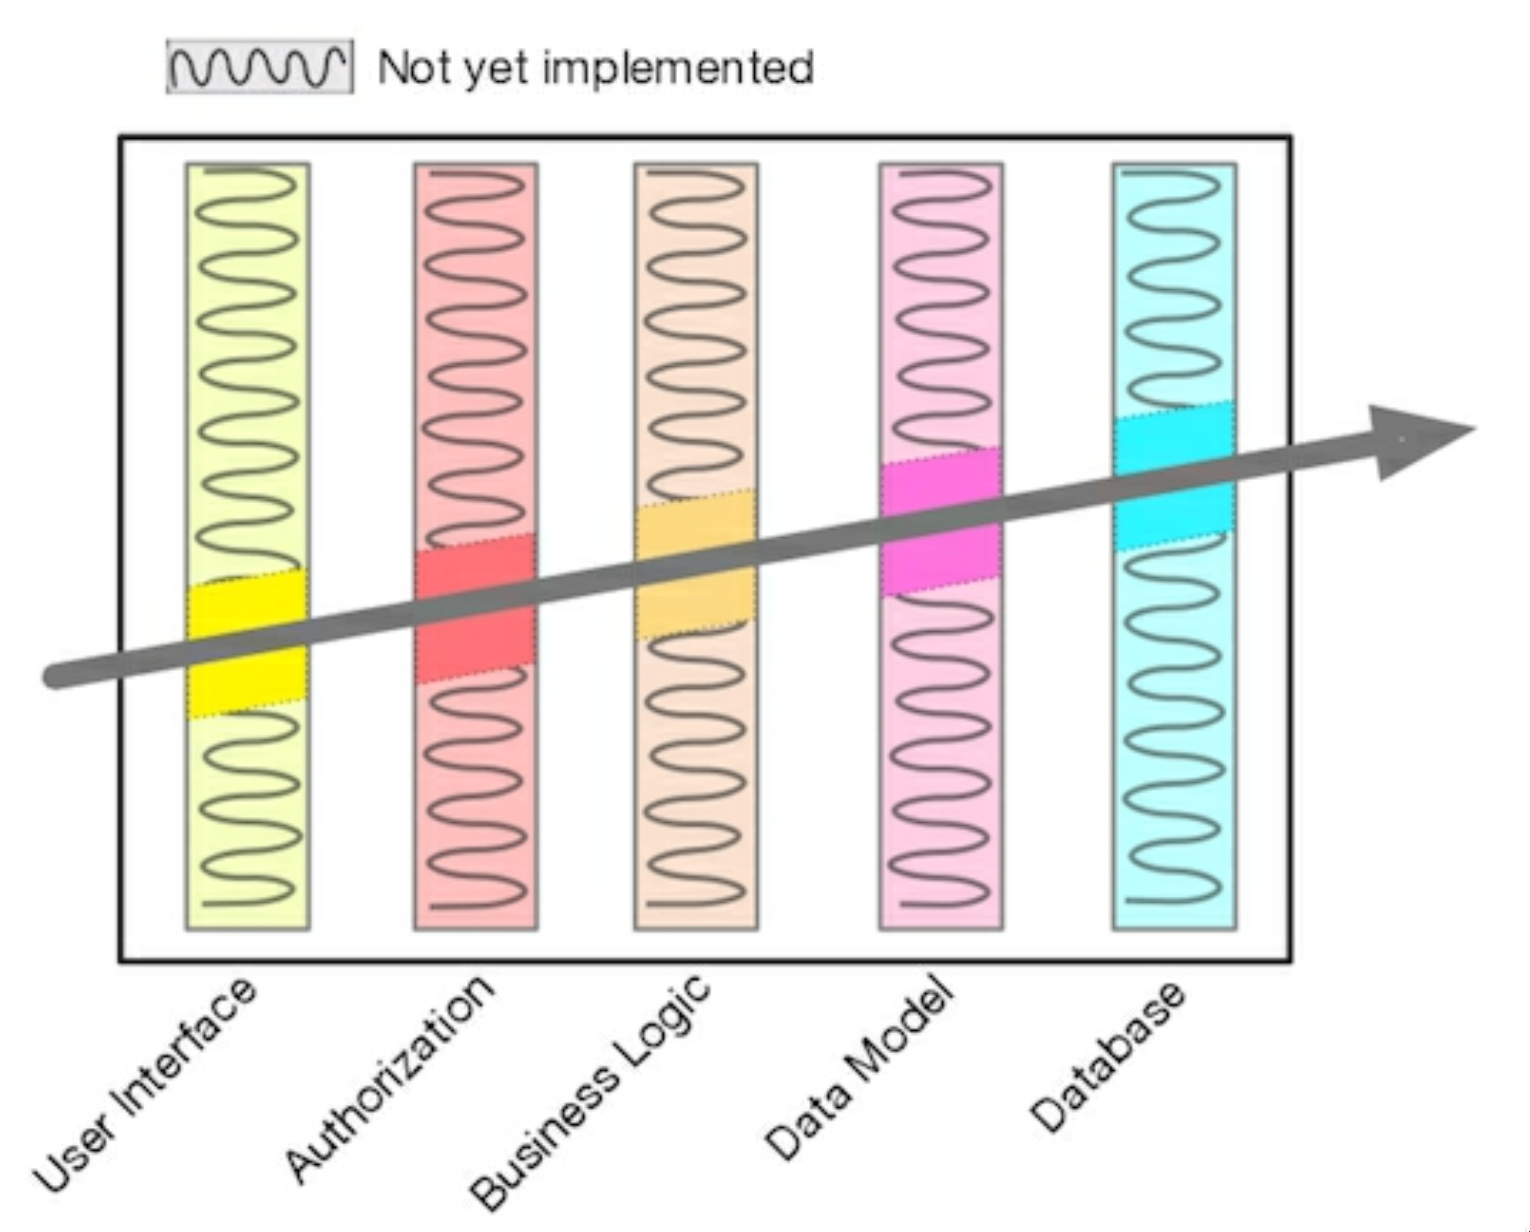 Not yet implemented
User Interface
Authorization
Business Logic
Data Model
Database